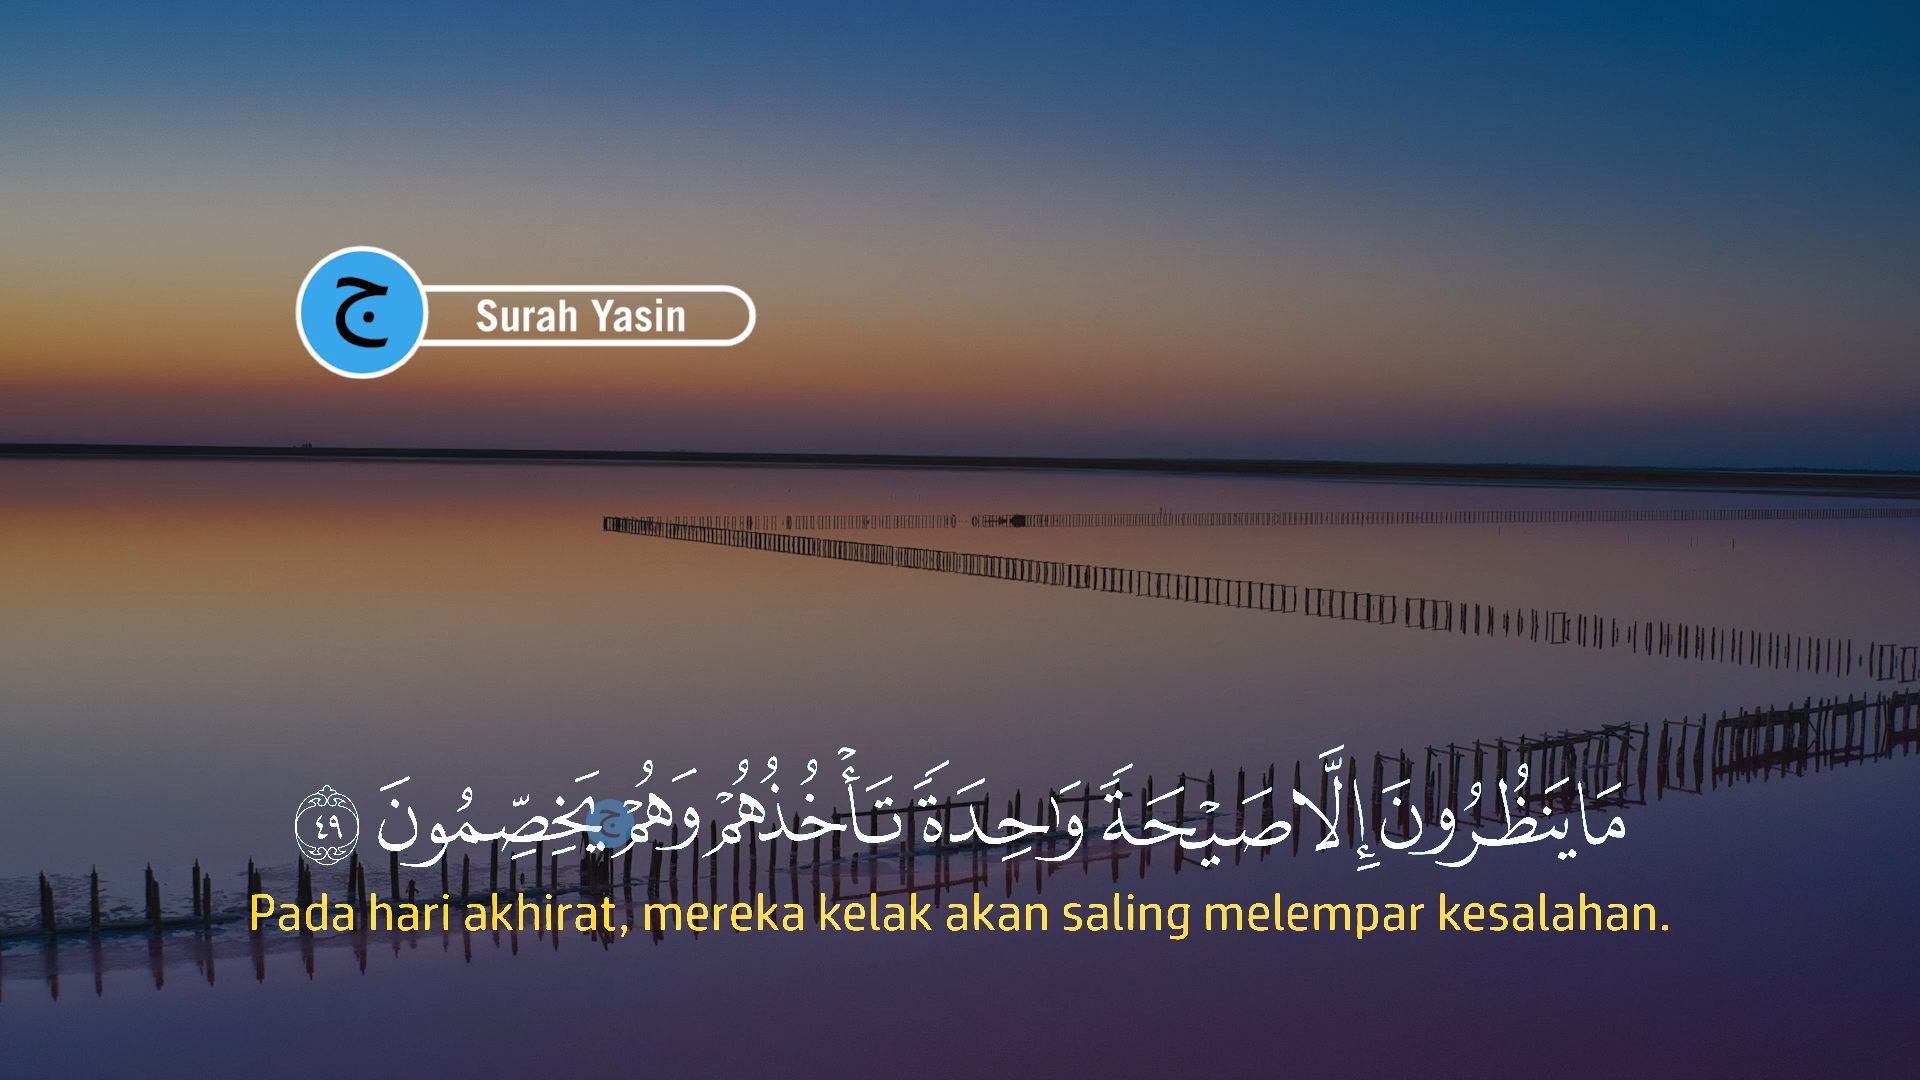 ج
Surah Yasin
مَا يَنظُرُونَ إِلَّا صَيْحَةً وَٰحِدَةً تَأْخُذُهُمْ وَهُمْ يَخِصِّمُونَ ٤٩
ج
Pada hari akhirat, mereka kelak akan saling melempar kesalahan.